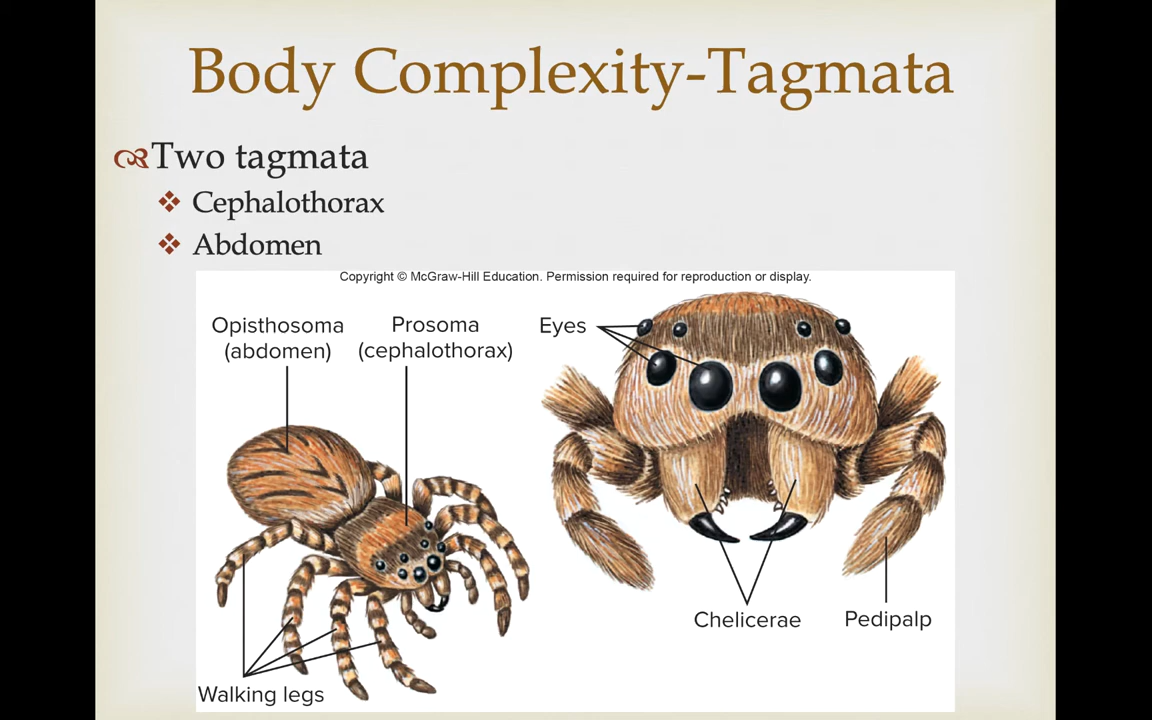 Body Complexity-Tagmata
Two tagmata
Cephalothorax
Abdomen
Copyright © McGraw-Hill Education. Permission required for reproduction or display.
Opisthosoma
(abdomen)
Prosoma
(cephalothorax)
Eyes
Chelicerae
Pedipalp
Walking legs